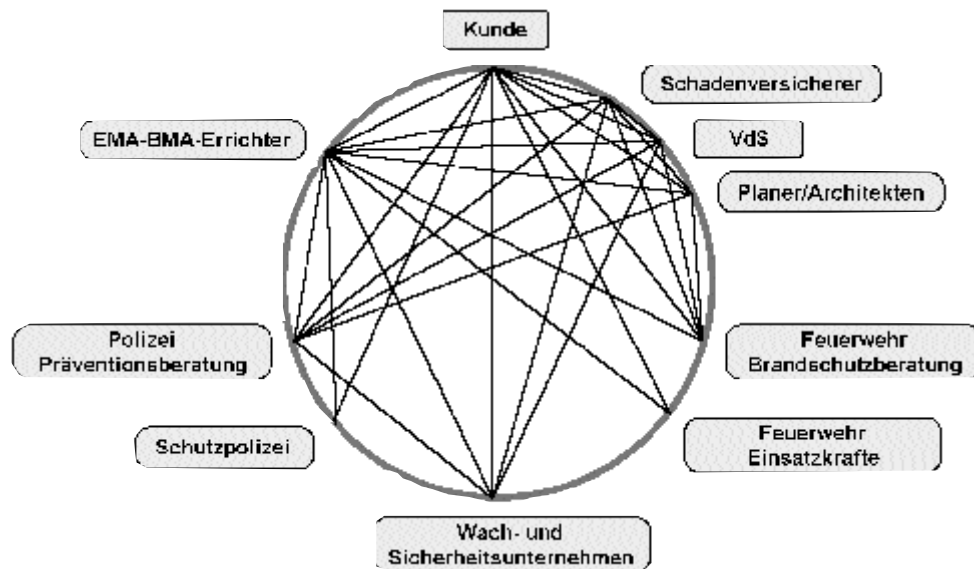 Kunde
Schadenversicherer
EMA-BMA-Errichter
VdS
Planer/Architekten
Polizei
Präventionsberatung
Feuerwehr
Brandschutzberatung
Schutzpolizei
Feuerwehr
Einsatzkrafte
Wach- und
Sicherheitsunternehmen